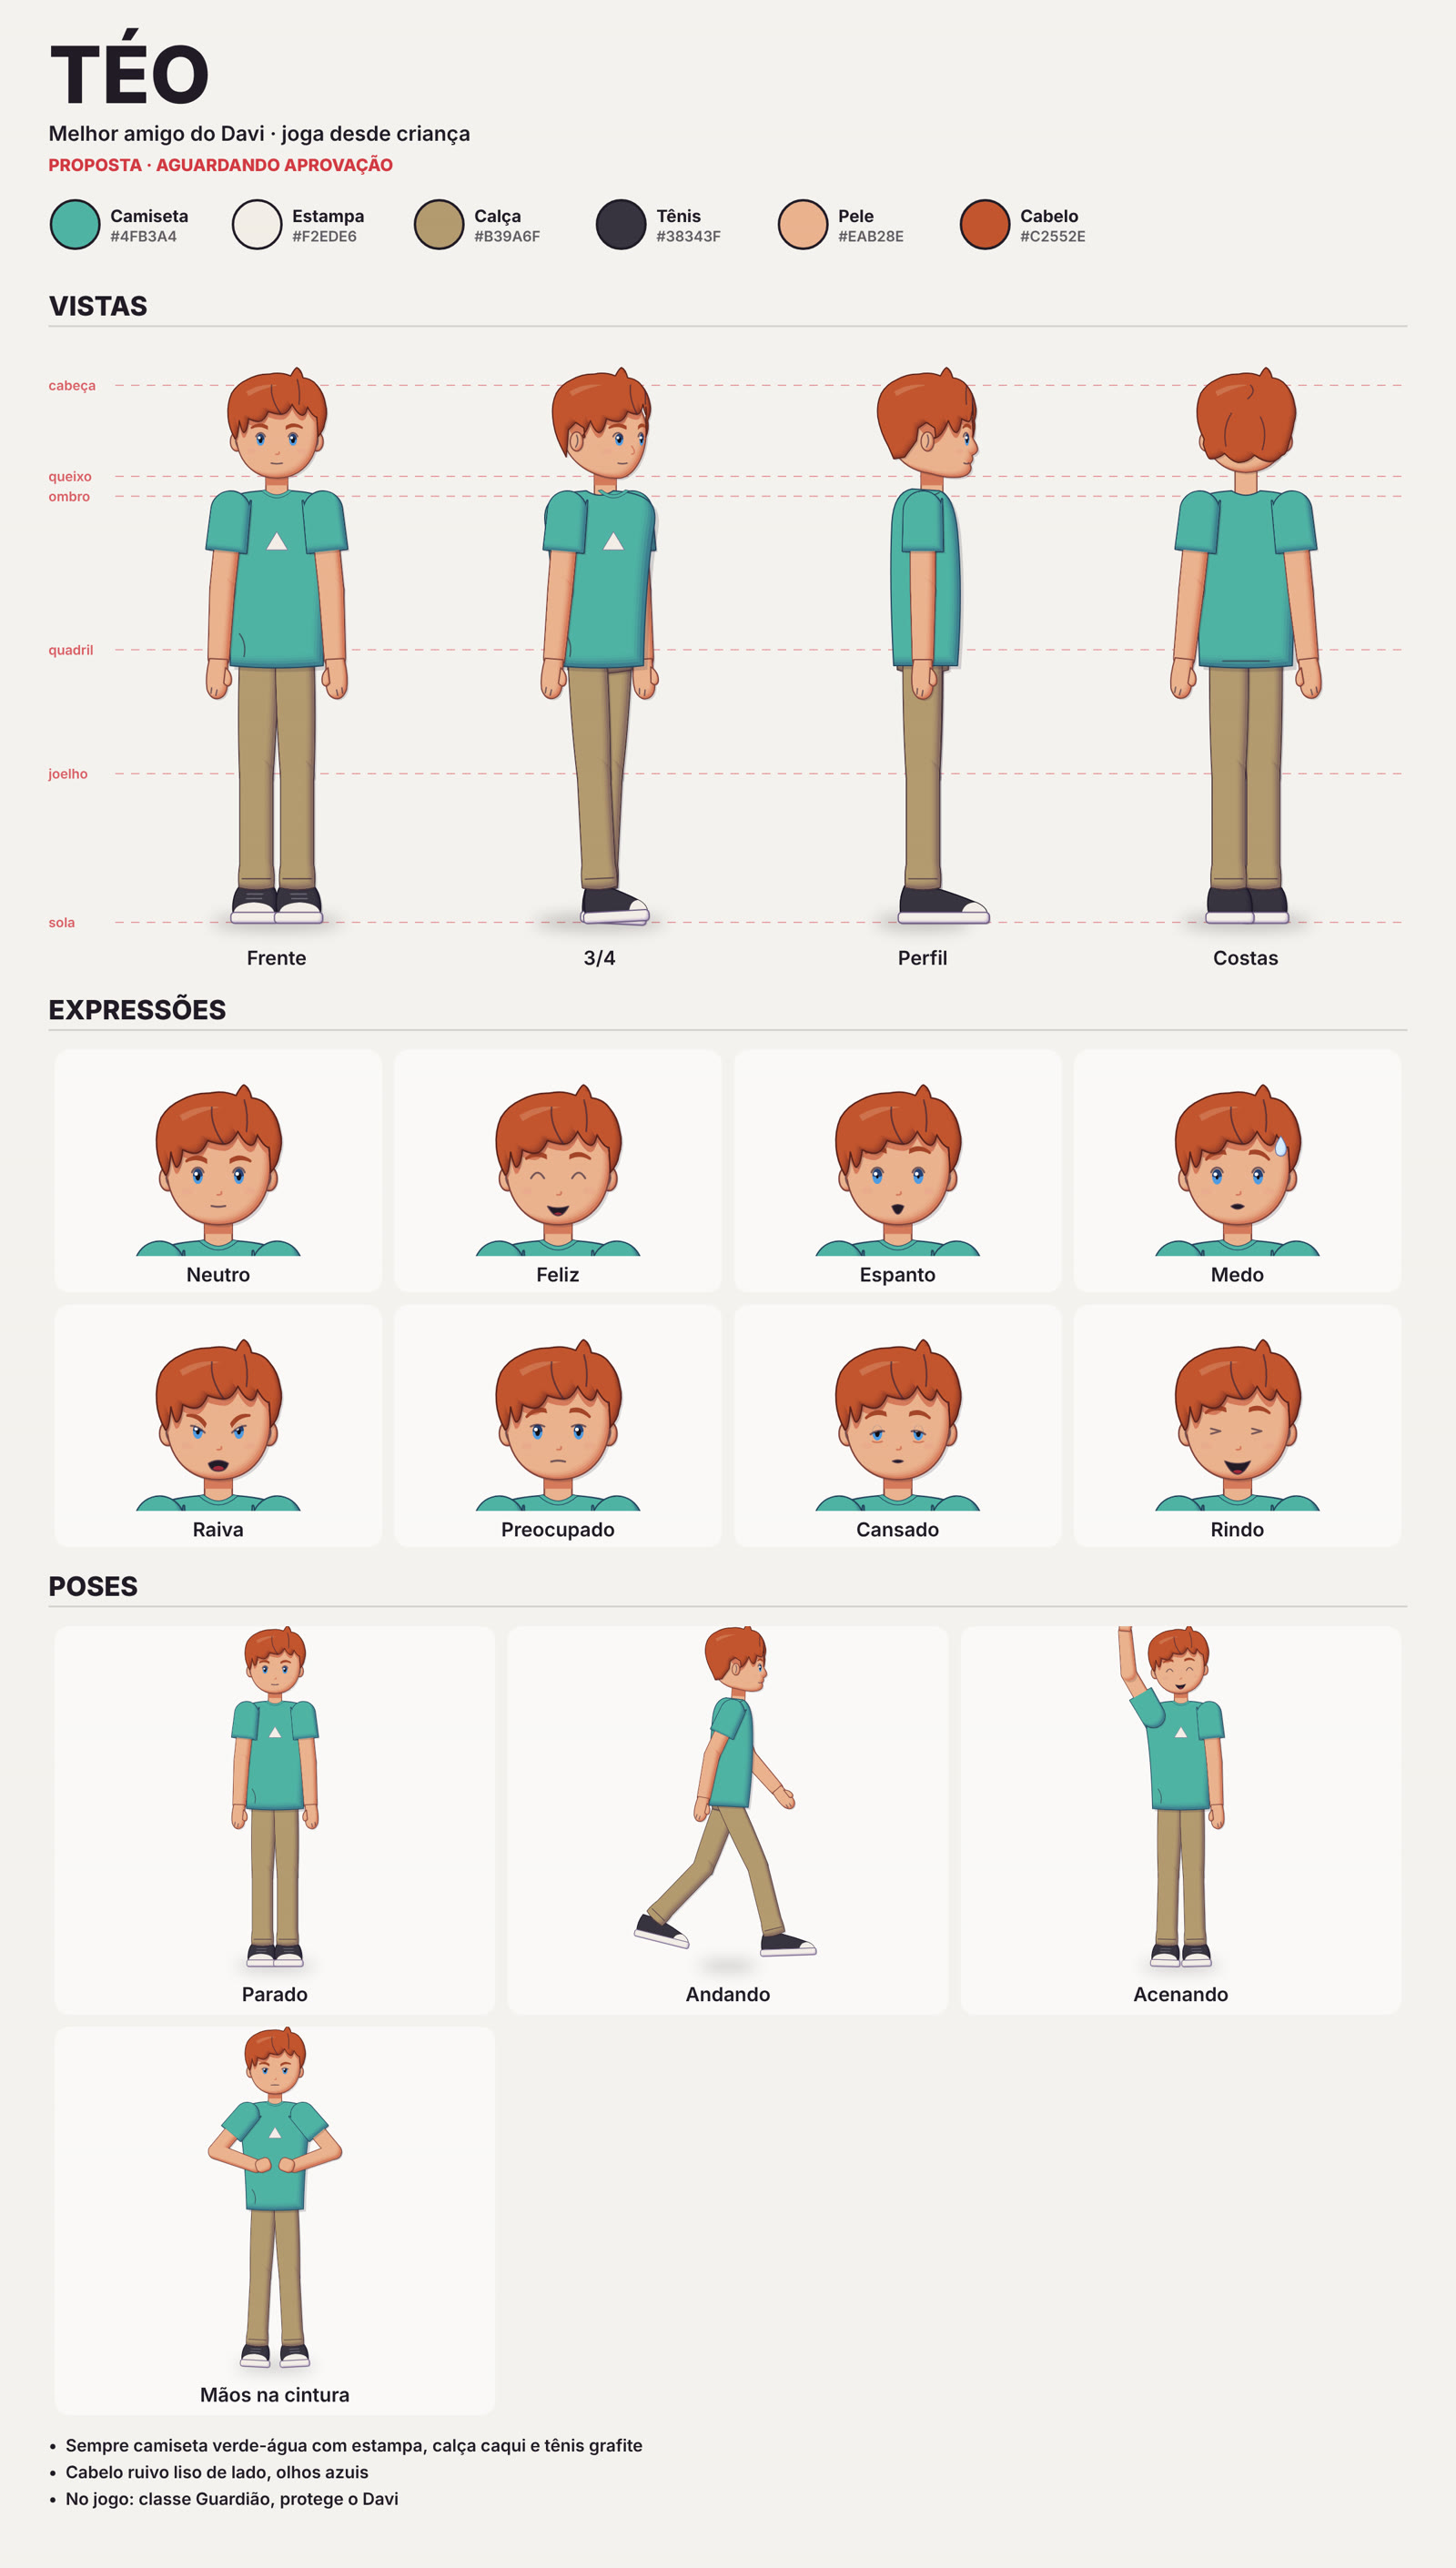 TÉO
Melhor amigo do Davi · joga desde criança
PROPOSTA · AGUARDANDO APROVAÇÃO
Camiseta
#4FB3A4
Estampa
#F2EDE6
Calça
#B39A6F
Tênis
#38343F
Pele
#EAB28E
Cabelo
#C2552E
VISTAS
cabeça
queixo
ombro
quadril
joelho
sola
Frente
3/4
Perfil
Costas
EXPRESSÕES
Neutro
Feliz
Espanto
Medo
Raiva
Preocupado
Cansado
Rindo
POSES
Parado
Andando
Acenando
Mãos na cintura
• Sempre camiseta verde-água com estampa, calça caqui e tênis grafite
• Cabelo ruivo liso de lado, olhos azuis
• No jogo: classe Guardião, protege o Davi